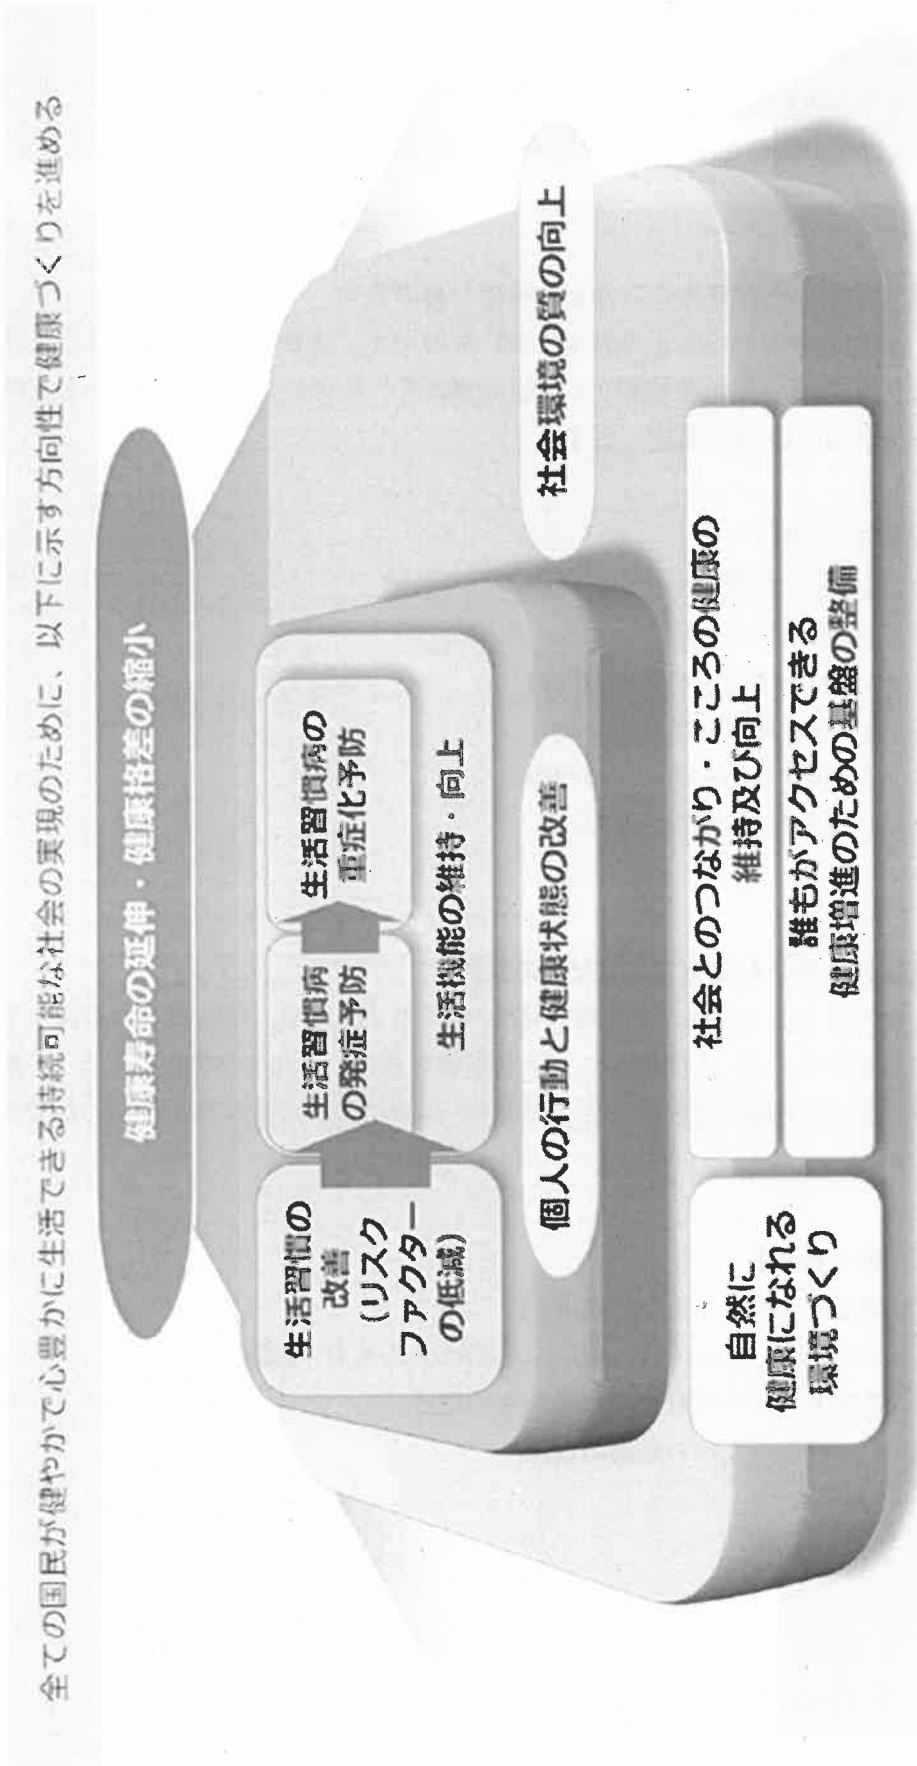 全ての国民が健やかで心豊かに生活できる持続可能な社会の実現のために、以下に示す方向性で健康づくりを進める
健康寿命の延伸・健康格差の縮小
生活習慣の
改善
(リスク
ファクター
の低減)
生活習慣病
の発症予防
生活習慣病の
重症化予防
生活機能の維持・向上
個人の行動と健康状態の改善
社会環境の質の向上
自然に
健康になれる
環境づくり
社会とのつながり・こころの健康の
維持及び向上
誰もがアクセスできる
健康増進のための基盤の整備